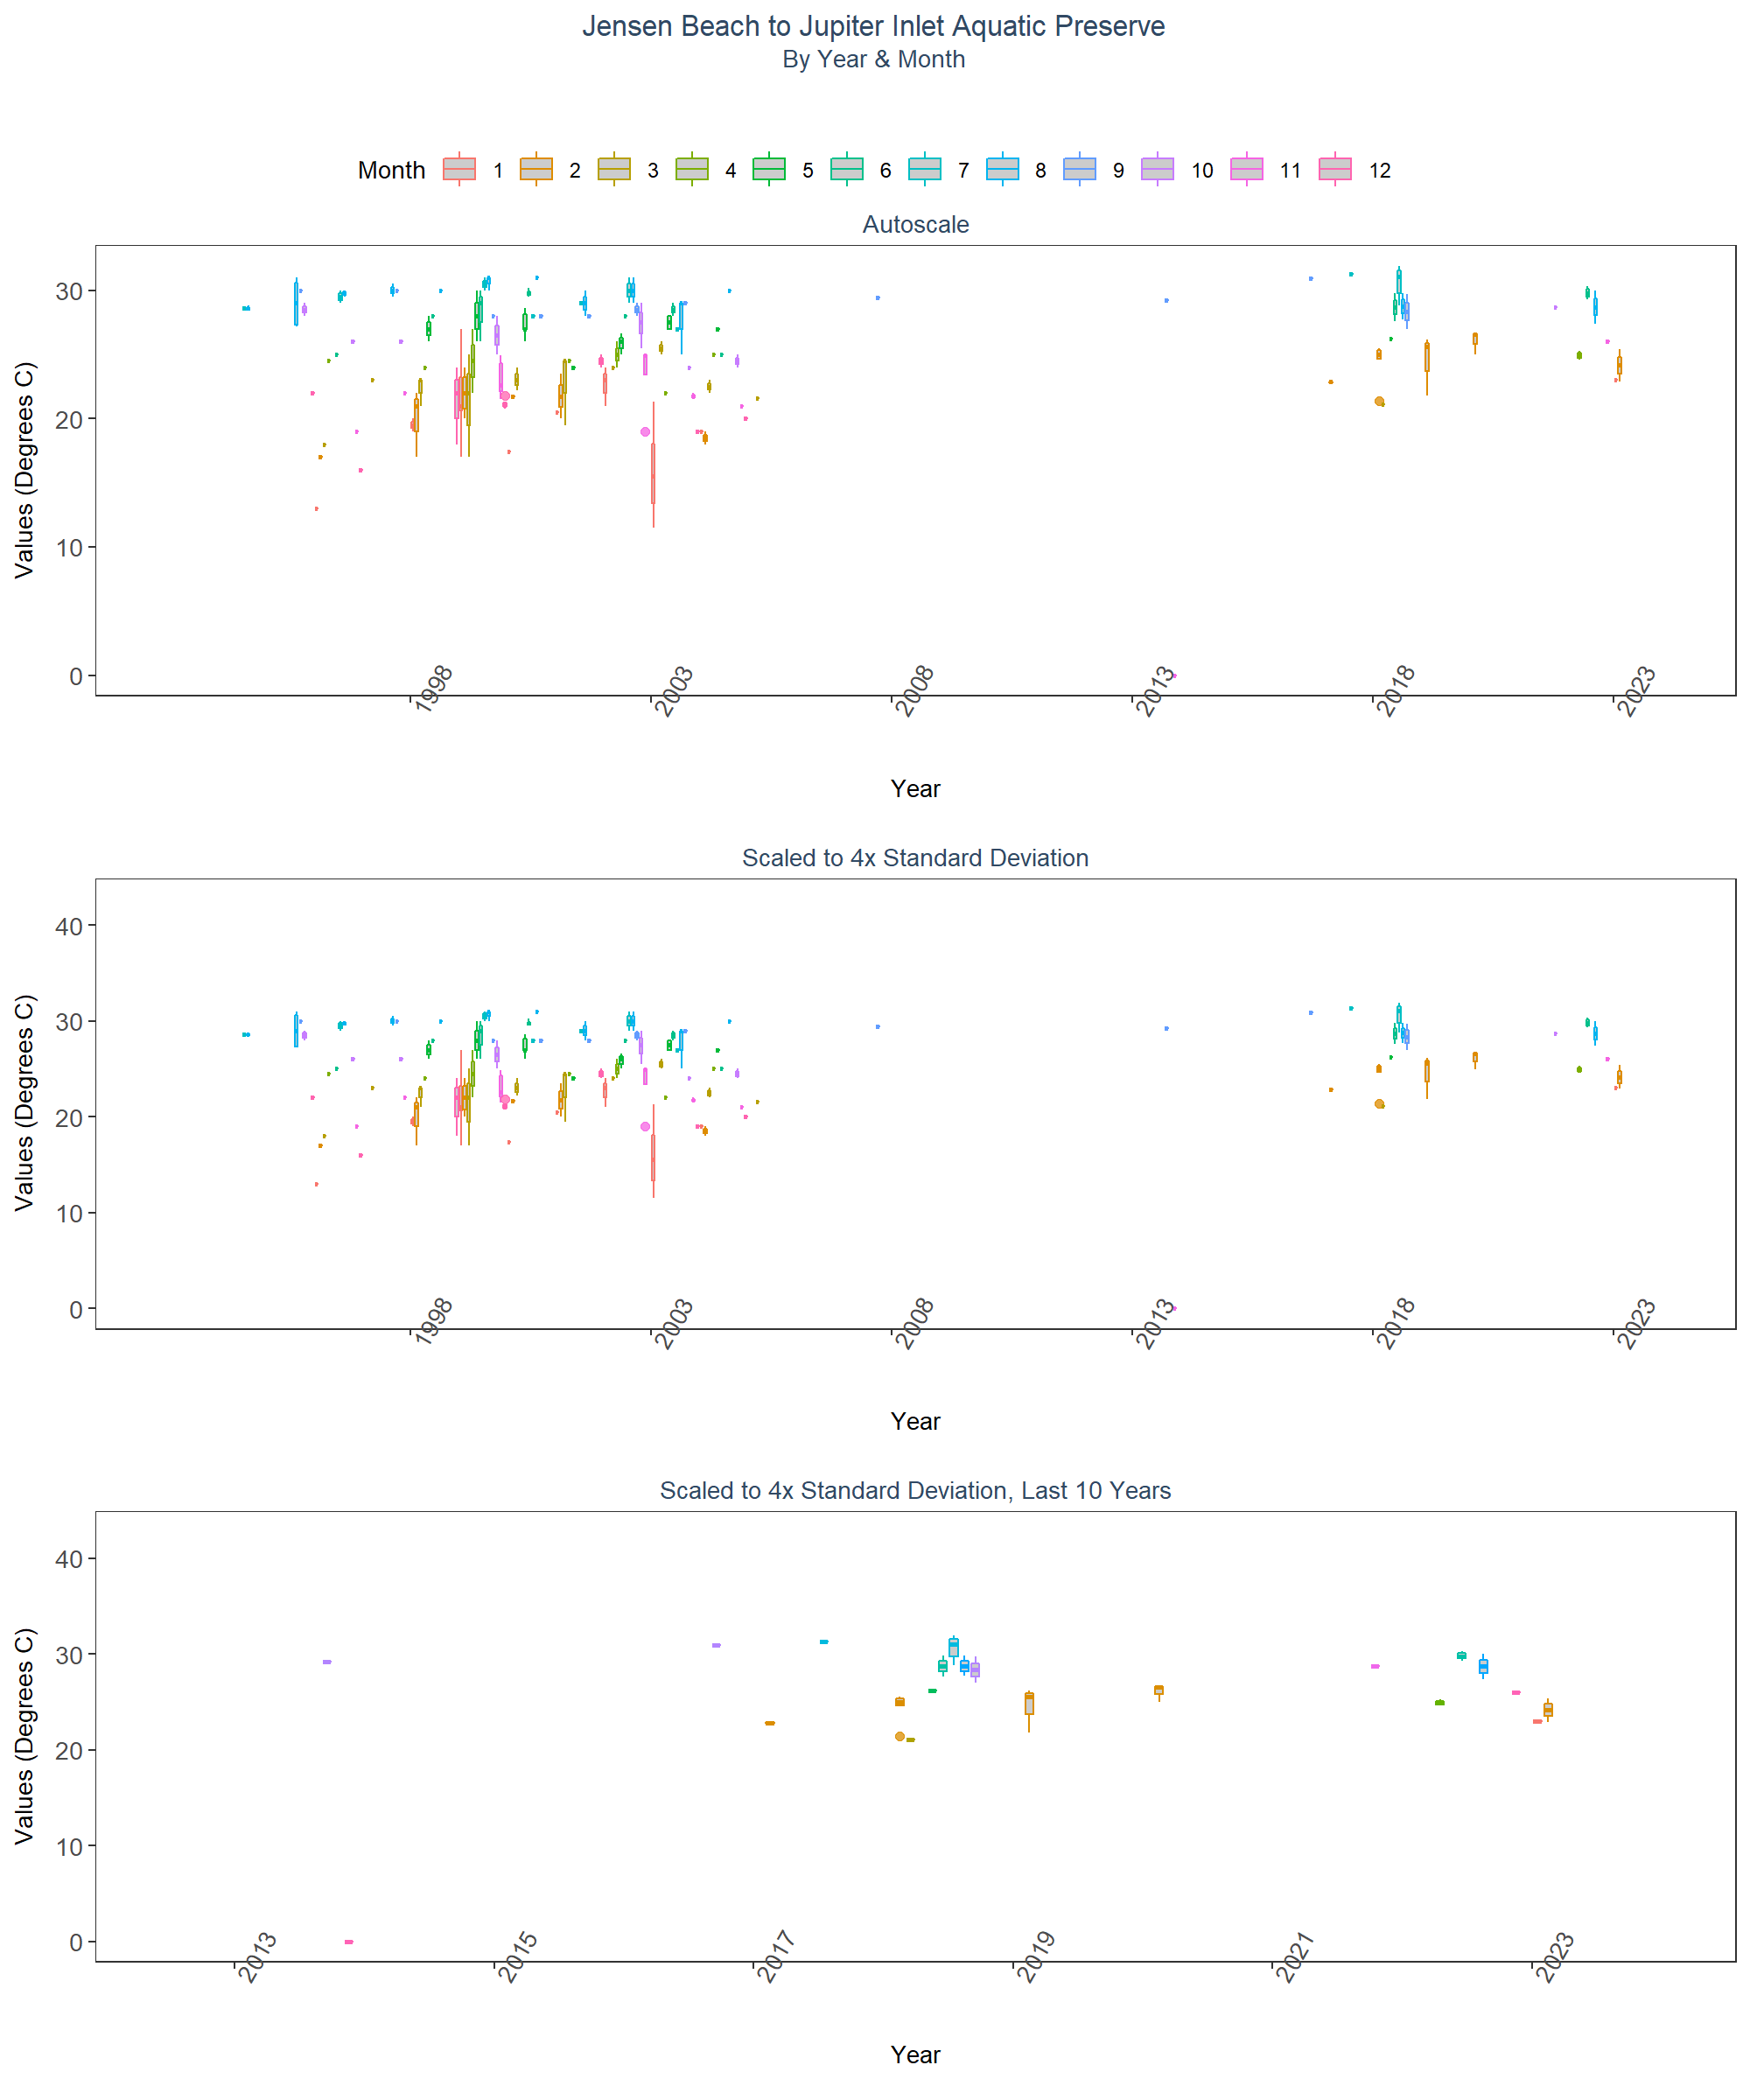 Jensen Beach to Jupiter Inlet Aquatic Preserve
By Year & Month
Month 1 2 3 4 5 6 7 8 9 10 11 12
Autoscale
Values (Degrees C)
30
20
10
0
1998 2003 2008 2013 2018 2023
Year
Scaled to 4x Standard Deviation
Values (Degrees C)
40
30
20
10
0
1998 2003 2008 2013 2018 2023
Year
Scaled to 4x Standard Deviation, Last 10 Years
Values (Degrees C)
40
30
20
10
0
2013 2015 2017 2019 2021 2023
Year